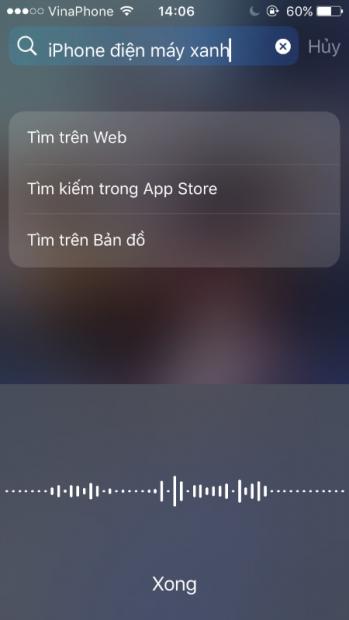 VinaPhone 14:06 60%
iPhone điện máy xanh Hủy
Tìm trên Web
Tìm kiếm trong App Store
Tìm trên Bản đồ
Xong